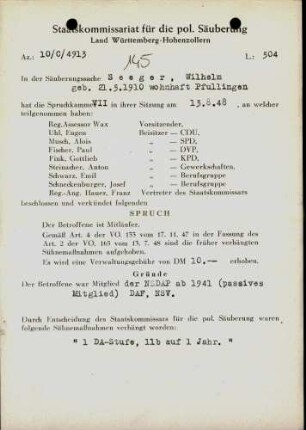 Staatskommissariat für die pol. Säuberung
Land Württemberg-Hohenzollern
Az.: 10/C/4913 L.: 504
145
In der Säuberungssache Seeger, Wilhelm
geb. 21.3.1910 wohnhaft Pfullingen
hat die Spruchkammer VII in ihrer Sitzung am 13.8.48, an welcher
teilgenommen haben:
Reg.Assessor Wax Vorsitzender,
Uhl, Eugen Beisitzer — CDU,
Musch, Alois „ — SPD,
Fischer, Paul „ — DVP,
Fink, Gottlieb „ — KPD,
Steinacher, Anton „ — Gewerkschaften,
Schwarz, Emil „ — Berufsgruppe
Schneckenburger, Josef „ — Berufsgruppe
Reg.-Ang. Hauer, Franz Vertreter des Staatskommissars
beschlossen und verkündet folgenden
SPRUCH
Der Betroffene ist Mitläufer.
Gemäß Art. 4 der VO. 133 vom 17. 11. 47 in der Fassung des
Art. 2 der VO. 165 vom 13. 7. 48 sind die früher verhängten
Sühnemaßnahmen aufgehoben.
Es wird eine Verwaltungsgebühr von DM 10.-- erhoben.
Gründe
Der Betroffene war Mitglied der NSDAP ab 1941 (passives
Mitglied) DAF, NSV.
Durch Entscheidung des Staatskommissars für die pol. Säuberung waren
folgende Sühnemaßnahmen verhängt worden:
" 1 DA-Stufe, 11b auf 1 Jahr. "